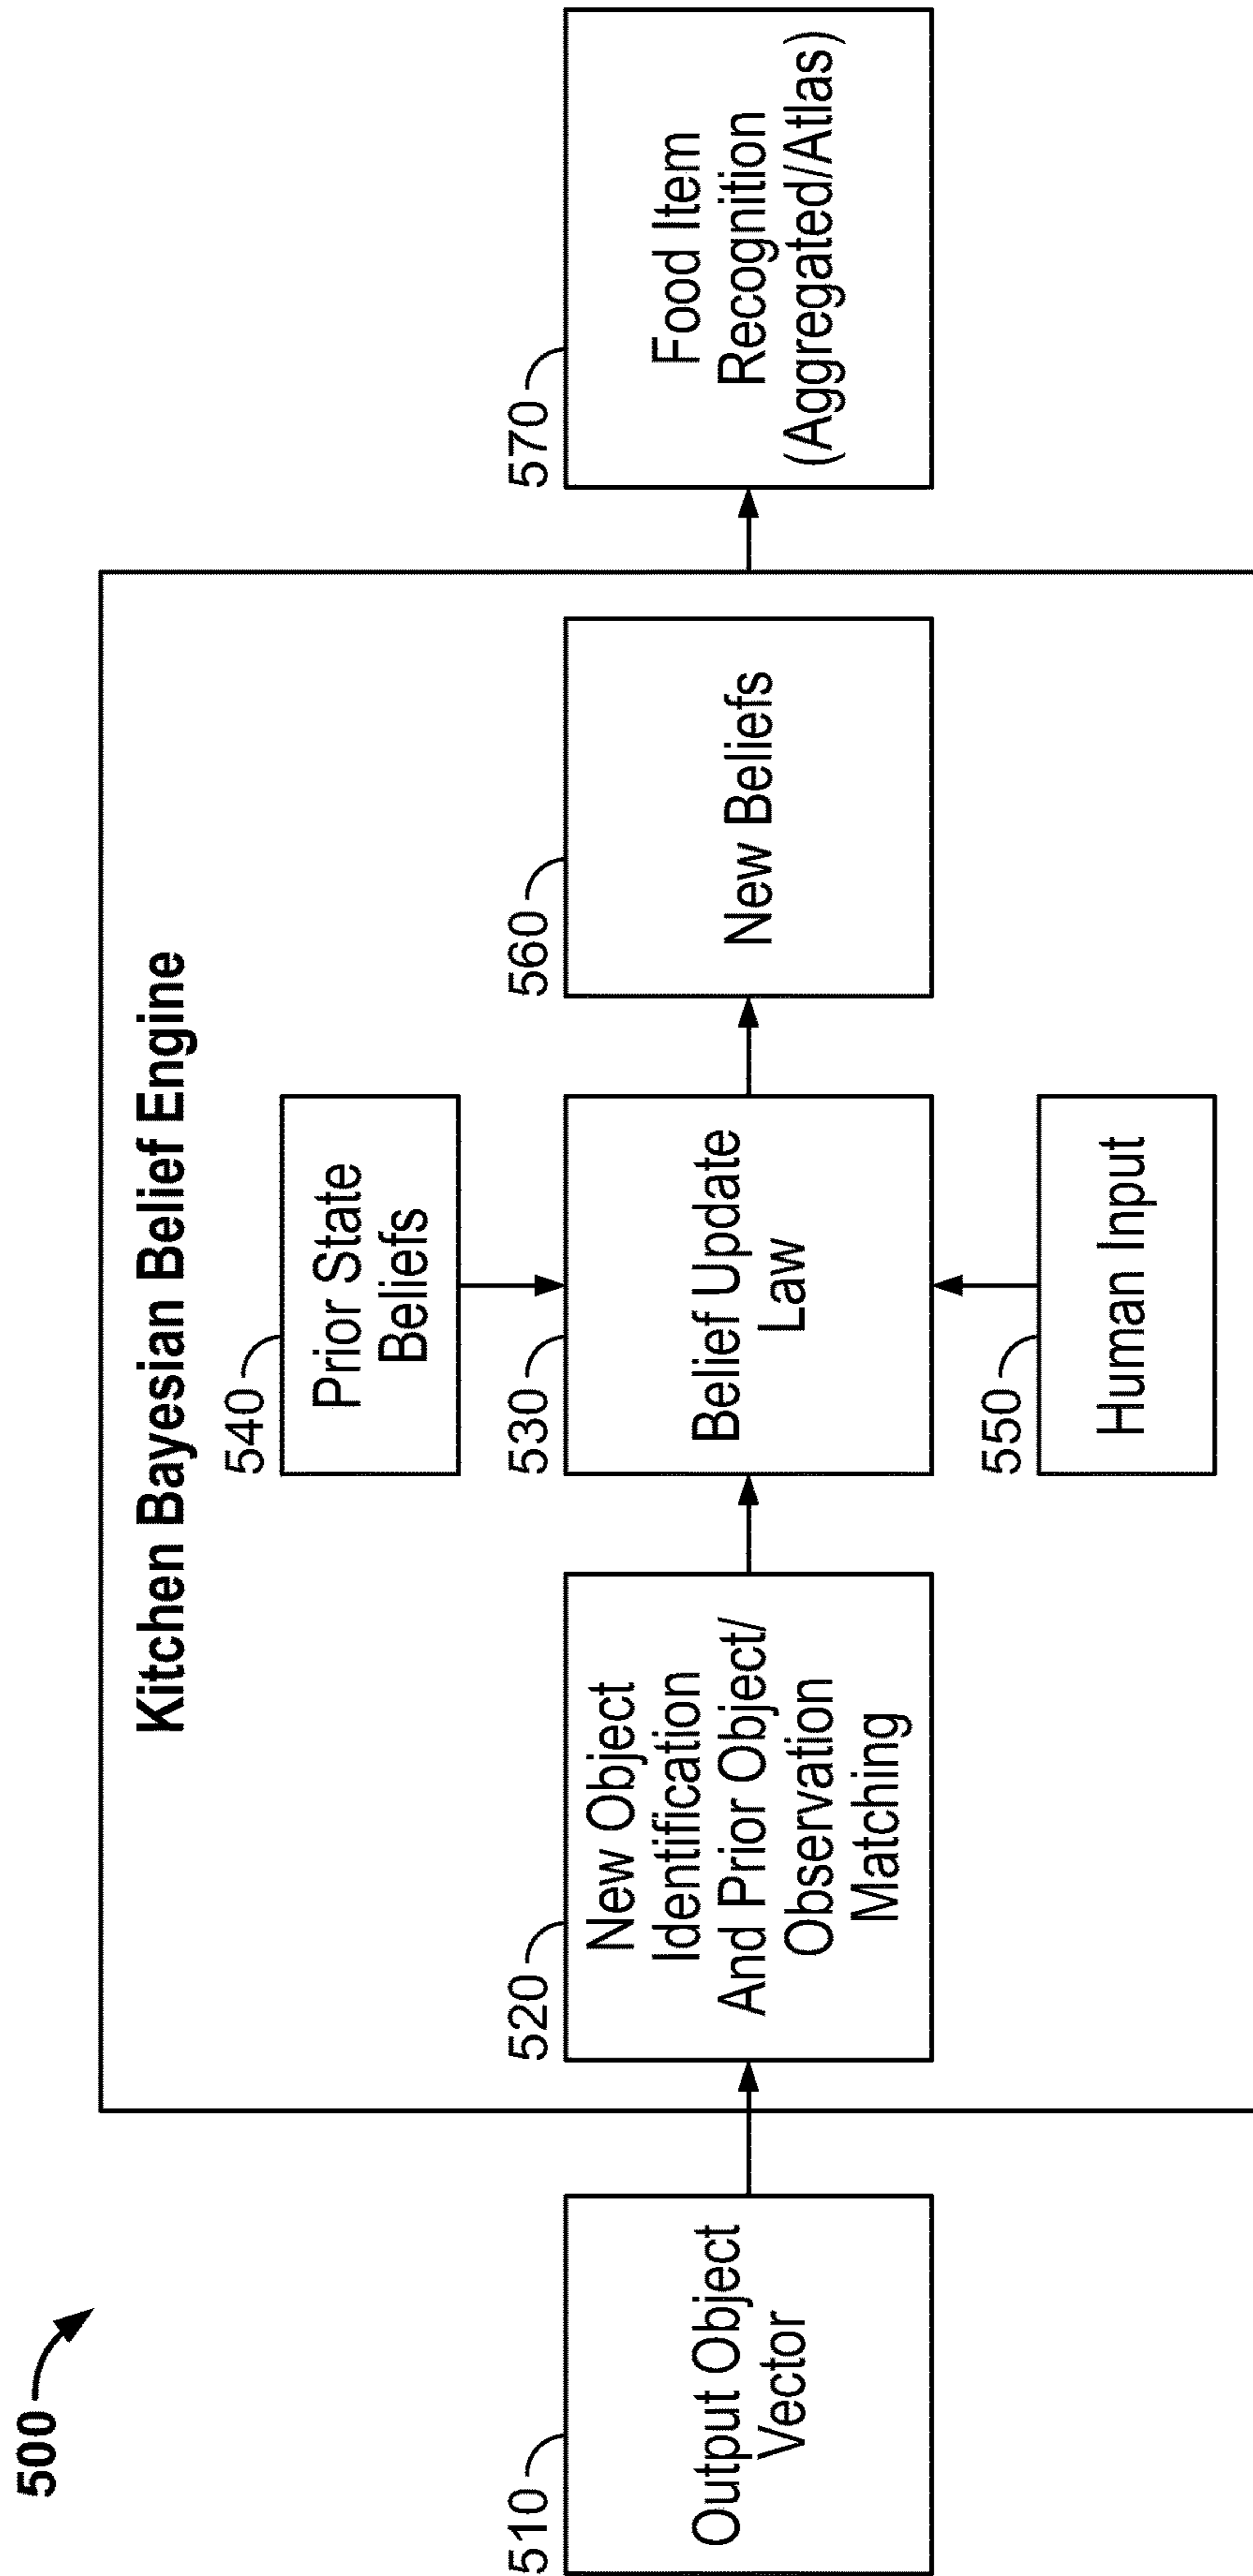 500
Kitchen Bayesian Belief Engine
510
Output Object
Vector
520
New Object
Identification
And Prior Object/
Observation
Matching
540
Prior State
Beliefs
530
Belief Update
Law
550
Human Input
560
New Beliefs
570
Food Item
Recognition
(Aggregated/Atlas)